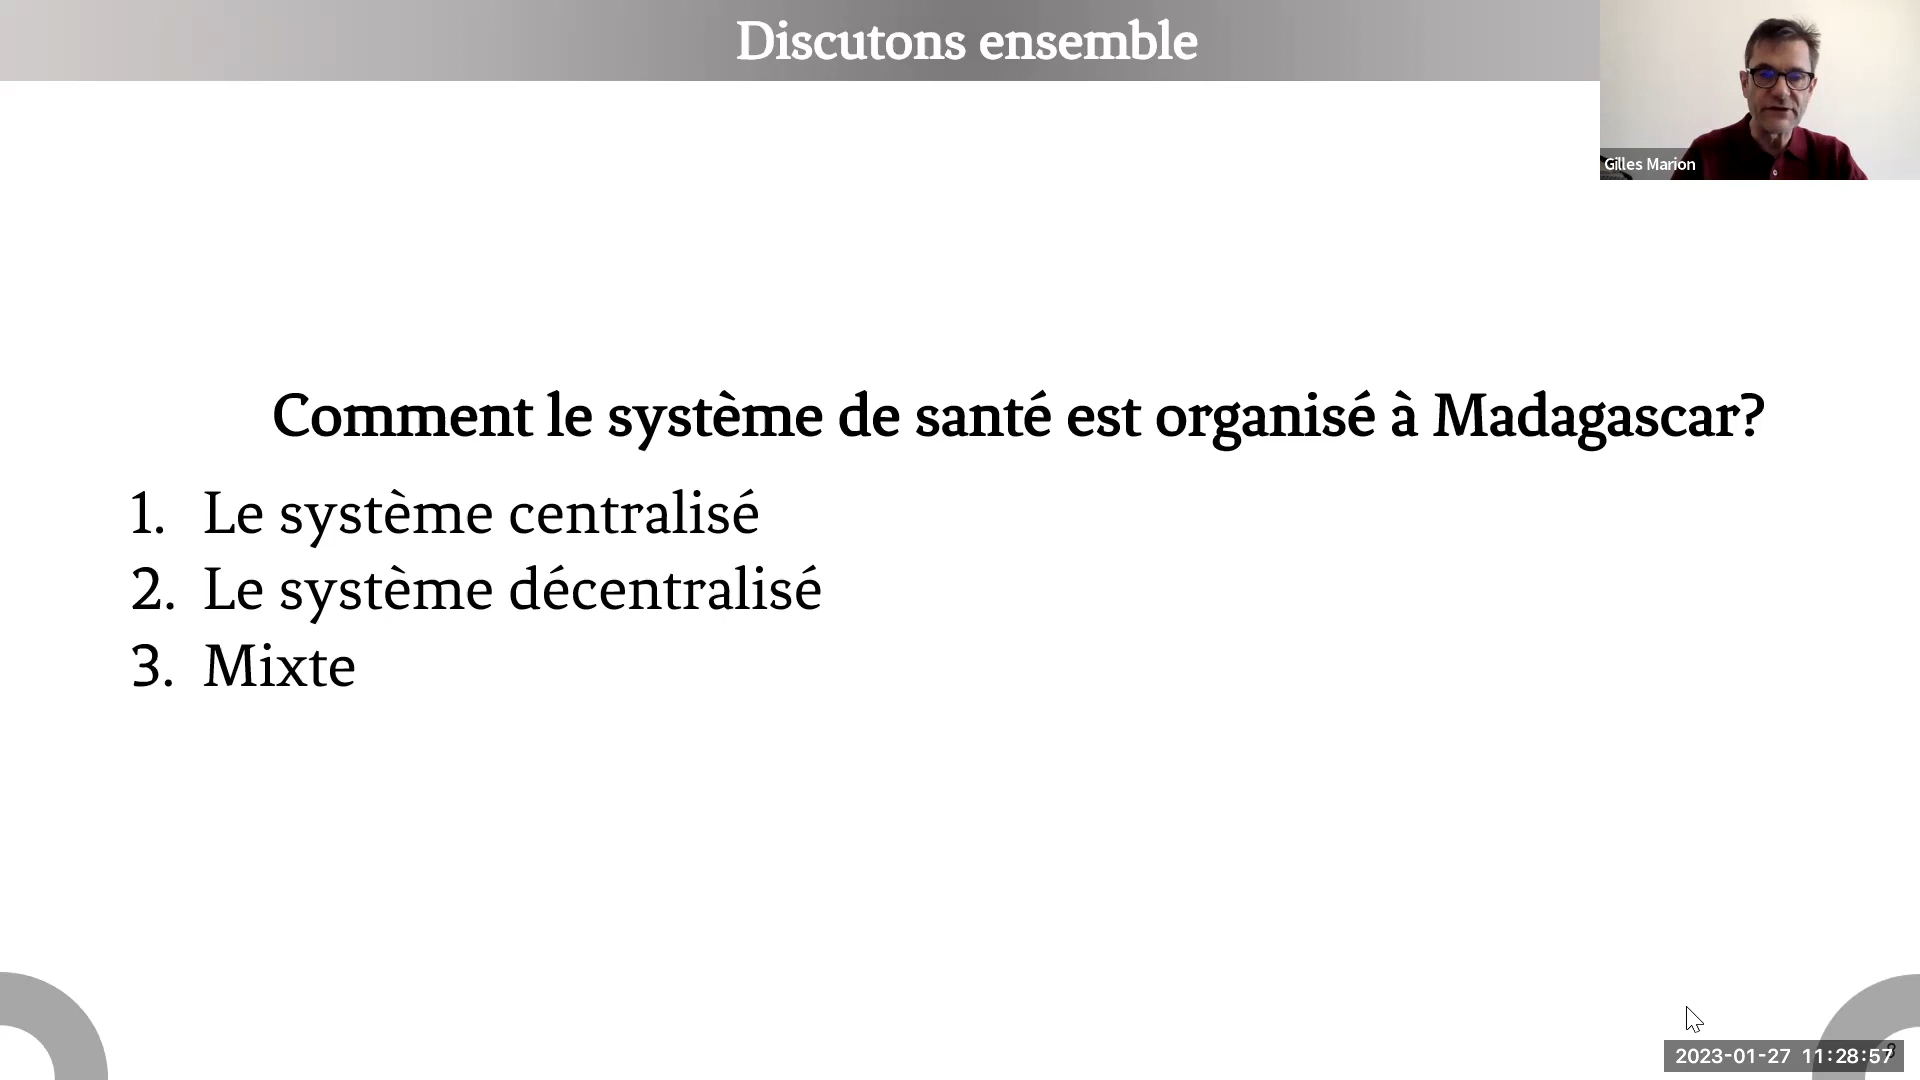 Discutons ensemble
Gilles Marion
Comment le système de santé est organisé à Madagascar?
1. Le système centralisé
2. Le système décentralisé
3. Mixte
2023-01-27 11:28:57